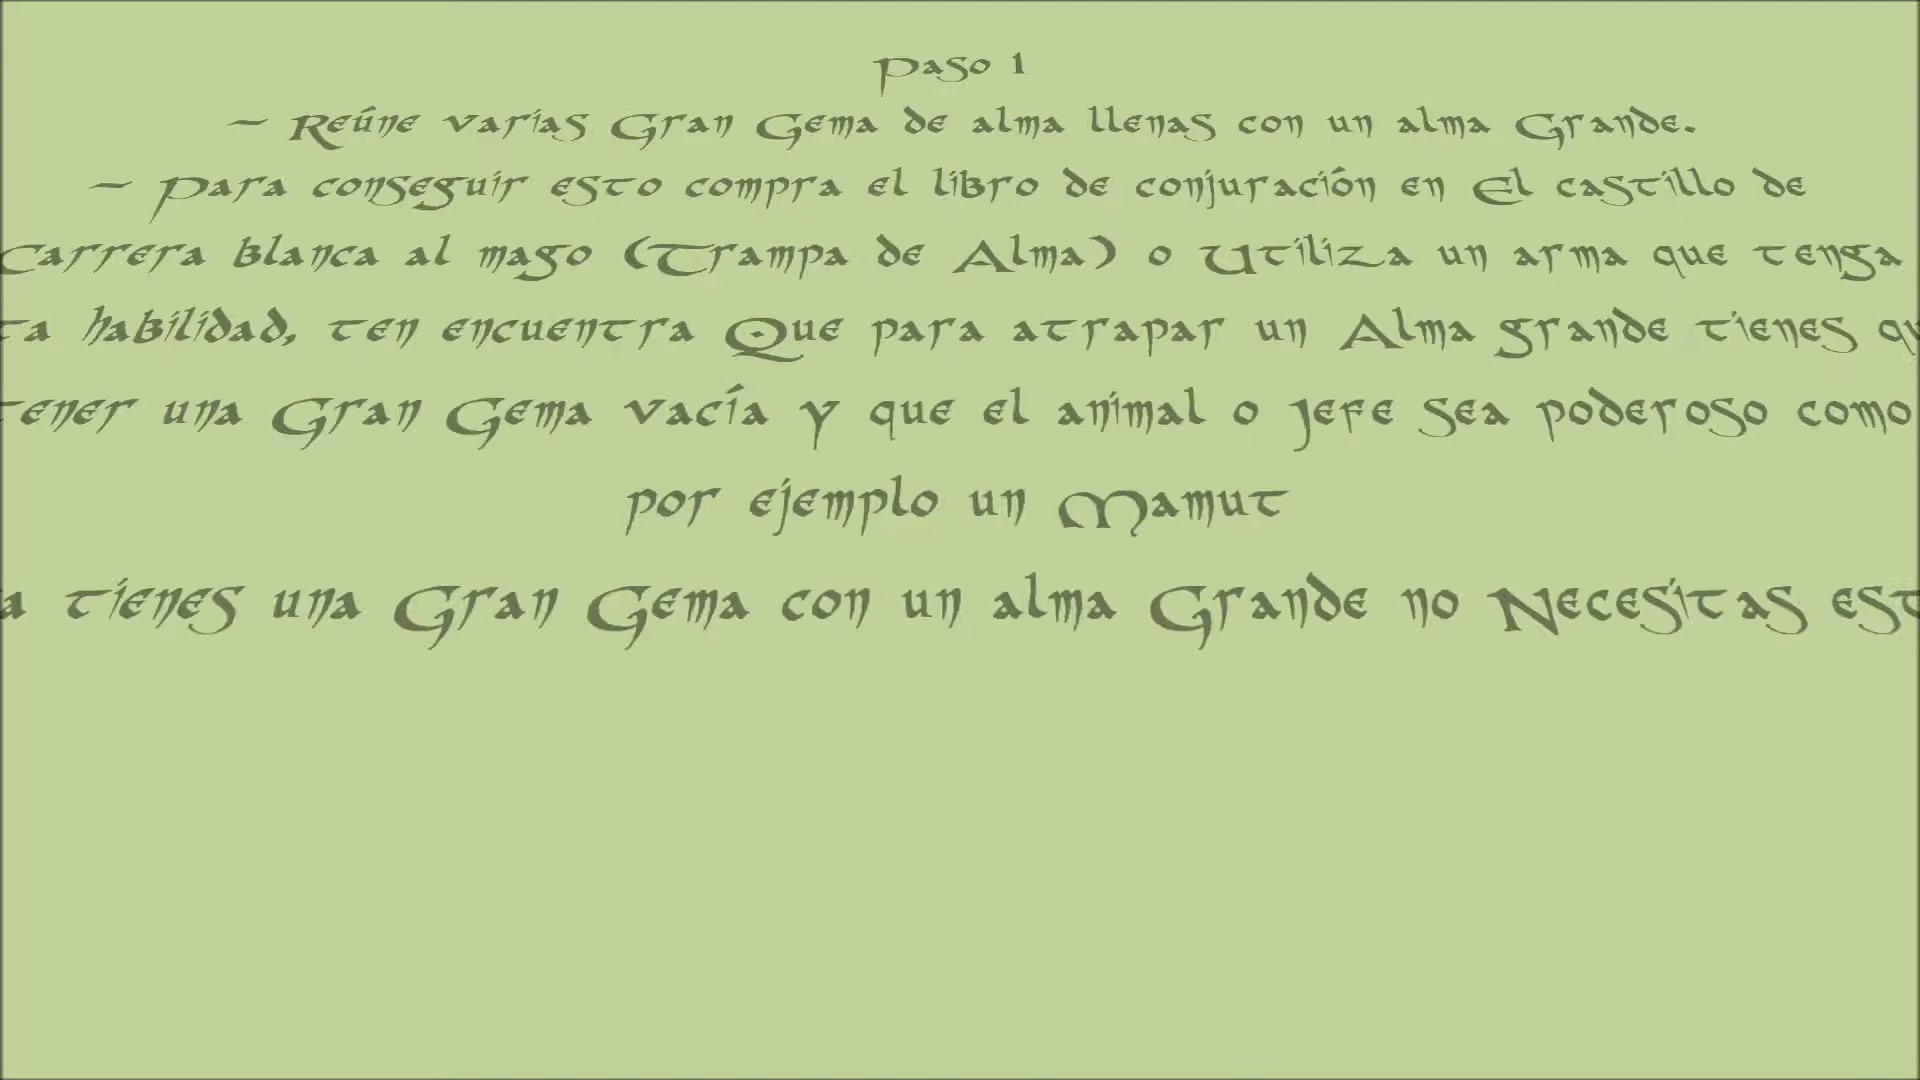 Paso 1
- Reúne varias Gran Gema de alma llenas con un alma Grande.
- Para conseguir esto compra el libro de conjuración en El castillo de
Carrera blanca al mago (Trampa de Alma) o Utiliza un arma que tenga
ta habilidad, ten encuentra Que para atrapar un Alma grande tienes qu
tener una Gran Gema vacía y que el animal o jefe sea poderoso como
por ejemplo un Mamut
a tienes una Gran Gema con un alma Grande no Necesitas est